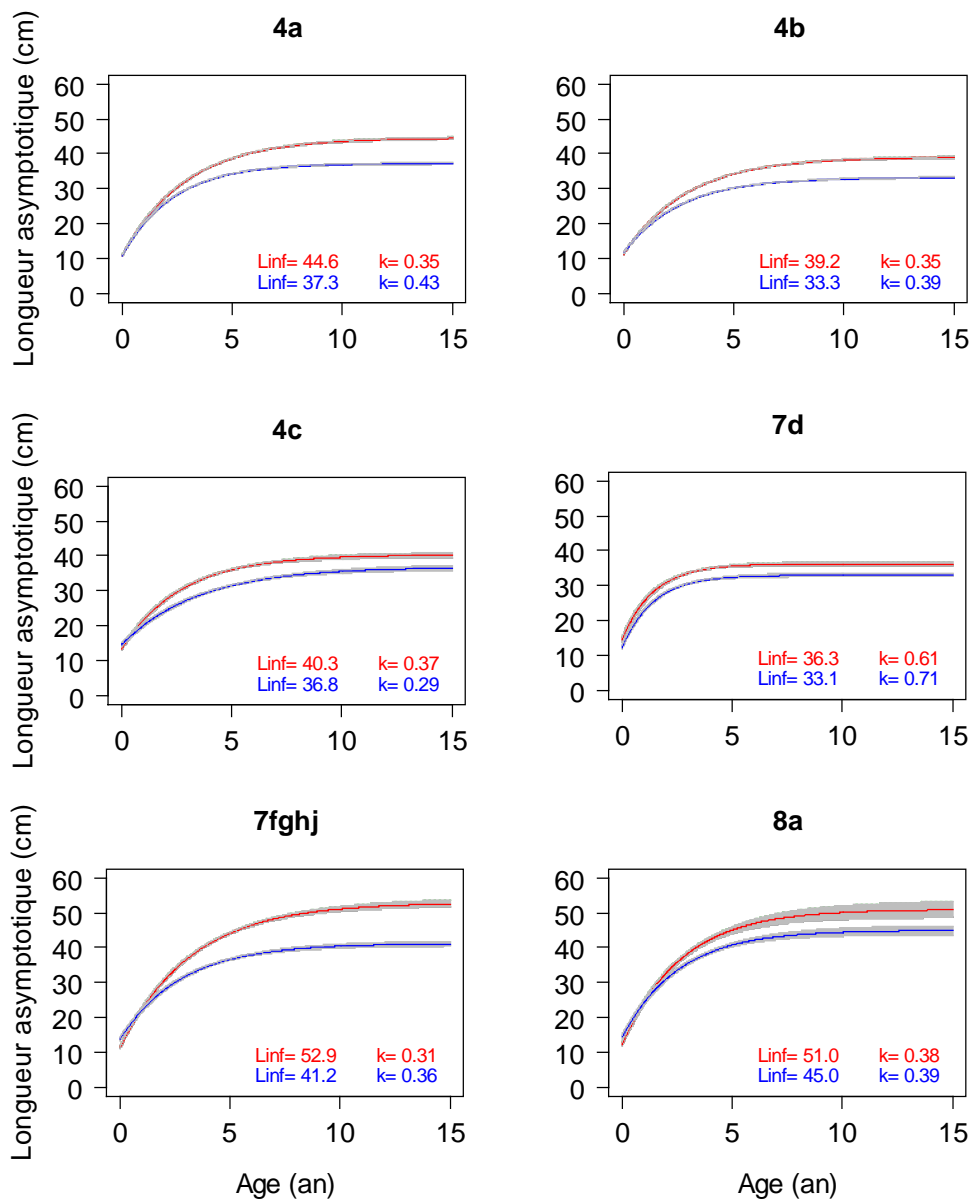 4a
4b
Longueur asymptotique (cm)
60
50
40
30
20
10
0
Linf= 44.6 k= 0.35
Linf= 37.3 k= 0.43
0 5 10 15
60
50
40
30
20
10
0
Linf= 39.2 k= 0.35
Linf= 33.3 k= 0.39
0 5 10 15
4c
7d
Longueur asymptotique (cm)
60
50
40
30
20
10
0
Linf= 40.3 k= 0.37
Linf= 36.8 k= 0.29
0 5 10 15
60
50
40
30
20
10
0
Linf= 36.3 k= 0.61
Linf= 33.1 k= 0.71
0 5 10 15
7fghj
8a
Longueur asymptotique (cm)
60
50
40
30
20
10
0
Linf= 52.9 k= 0.31
Linf= 41.2 k= 0.36
0 5 10 15
Age (an)
60
50
40
30
20
10
0
Linf= 51.0 k= 0.38
Linf= 45.0 k= 0.39
0 5 10 15
Age (an)